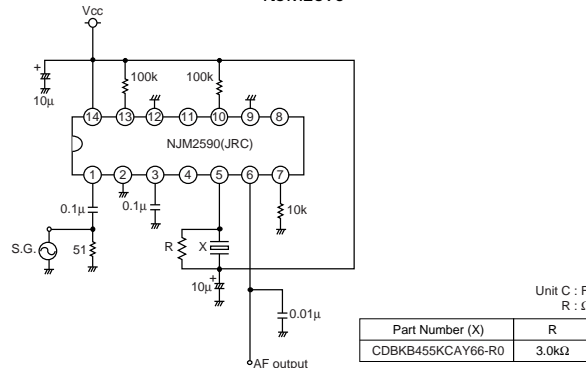 Vcc
+
10µ
100k
100k
14
13
12
11
10
9
8
NJM2590(JRC)
1
2
3
4
5
6
7
0.1µ
0.1µ
10k
S.G.
51
R
X
+
10µ
0.01µ
AF output
Unit C : F
R : Ω
Part Number (X) R
CDBKB455KCAY66-R0 3.0kΩ